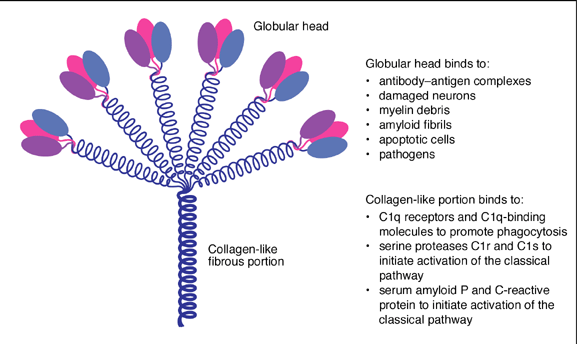 Globular head
Globular head binds to:
• antibody–antigen complexes
• damaged neurons
• myelin debris
• amyloid fibrils
• apoptotic cells
• pathogens
Collagen-like
fibrous portion
Collagen-like portion binds to:
• C1q receptors and C1q-binding
molecules to promote phagocytosis
• serine proteases C1r and C1s to
initiate activation of the classical
pathway
• serum amyloid P and C-reactive
protein to initiate activation of the
classical pathway